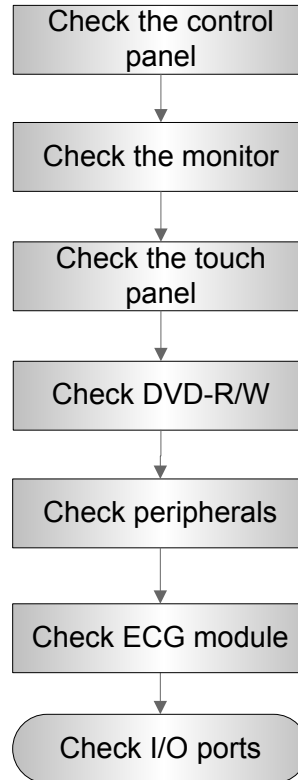 Check the control
panel
Check the monitor
Check the touch
panel
Check DVD-R/W
Check peripherals
Check ECG module
Check I/O ports